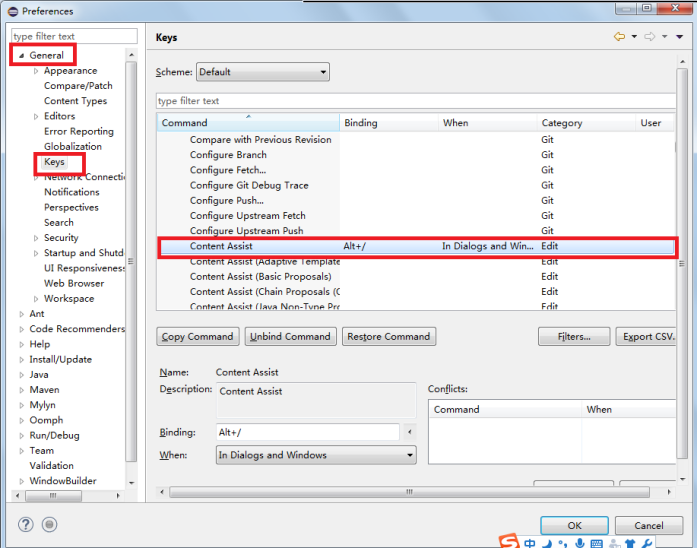 Preferences
type filter text
General
Appearance
Compare/Patch
Content Types
Editors
Error Reporting
Globalization
Keys
Network Connectio
Notifications
Perspectives
Search
Security
Startup and Shutd
UI Responsiveness
Web Browser
Workspace
Ant
Code Recommenders
Help
Install/Update
Java
Maven
Mylyn
Oomph
Run/Debug
Team
Validation
WindowBuilder
Keys
Scheme: Default
type filter text
Command Binding When Category User
Compare with Previous Revision Git
Configure Branch Git
Configure Fetch... Git
Configure Git Debug Trace Git
Configure Push... Git
Configure Upstream Fetch Git
Configure Upstream Push Git
Content Assist Alt+/ In Dialogs and Win... Edit
Content Assist (Adaptive Template Edit
Content Assist (Basic Proposals) Edit
Content Assist (Chain Proposals (C Edit
Content Assist (Java Non-Type Pro Edit
Copy Command Unbind Command Restore Command Filters... Export CSV.
Name: Content Assist
Description: Content Assist
Conflicts:
Command When
Binding: Alt+/
When: In Dialogs and Windows
OK Cancel
中